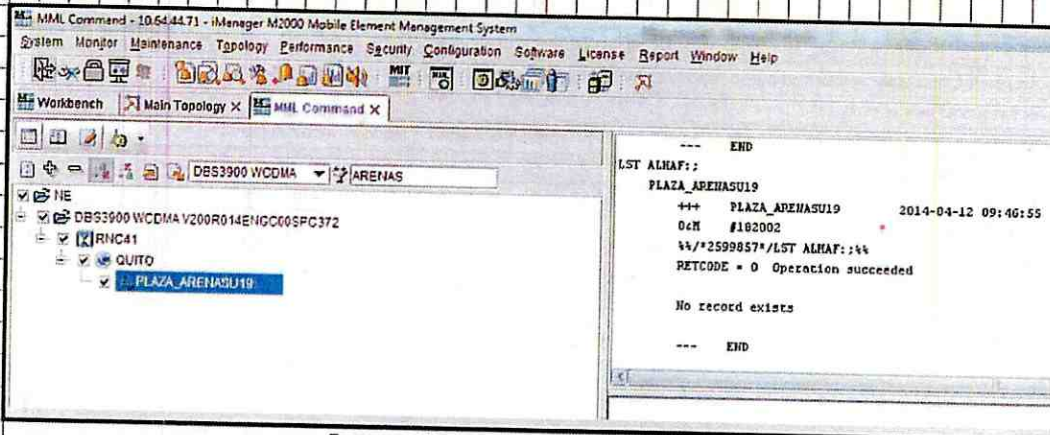 MML Command - 10.64.44.71 - iManager M2000 Mobile Element Management System
System Monitor Maintenance Topology Performance Security Configuration Software License Report Window Help
Workbench Main Topology × MML Command ×
DBS3900 WCDMA ARENAS
NE
DBS3900 WCDMA V200R014ENGC00SPC372
RNC41
QUITO
PLAZA_ARENASU19
--- END
LST ALMAF:;
PLAZA_ARENASU19
+++ PLAZA_ARENASU19 2014-04-12 09:46:55
O&M #182002
%%/*2599857*/LST ALMAF:;%%
RETCODE = 0 Operation succeeded
No record exists
--- END